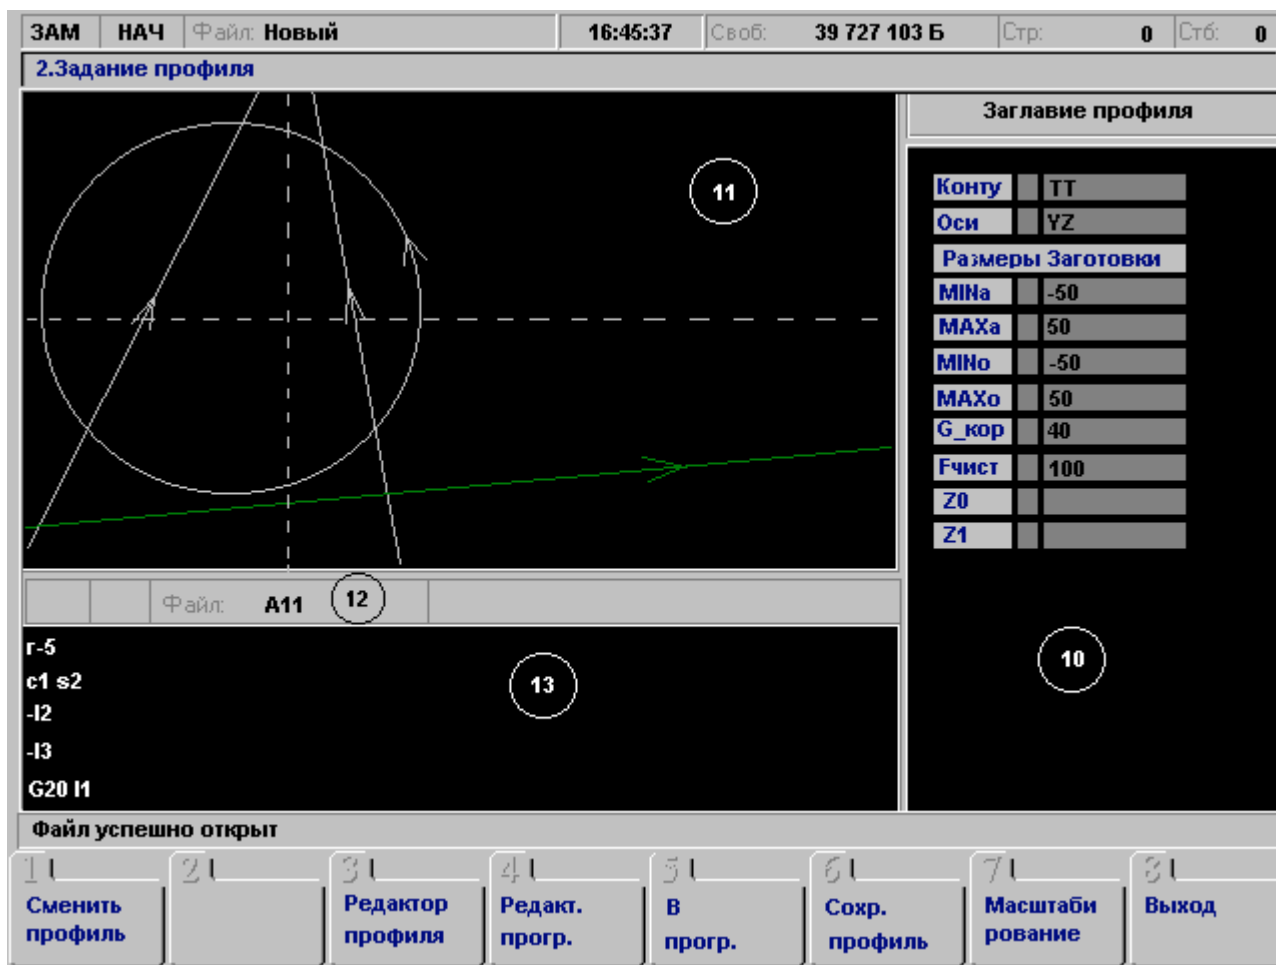 ЗАМ НАЧ Файл: Новый 16:45:37 Своб: 39 727 103 Б Стр: 0 Стб: 0
2.Задание профиля
Заглавие профиля
11
Конту ТТ
Оси YZ
Размеры Заготовки
MINa -50
MAXa 50
MINo -50
MAXo 50
G_кор 40
Fчист 100
Z0
Z1
10
Файл: А11 12
г-5
c1 s2
-l2
-l3
G20 l1
13
Файл успешно открыт
1 2 3 4 5 6 7 8
Сменить профиль
Редактор профиля
Редакт. прогр.
В прогр.
Сохр. профиль
Масштаби рование
Выход